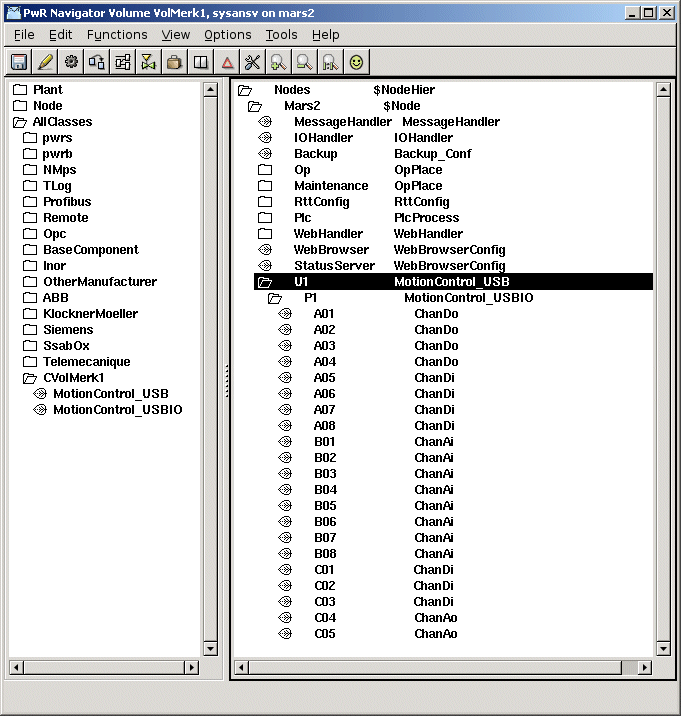 PwR Navigator Volume VolMerk1, sysansv on mars2
File Edit Functions View Options Tools Help
Plant
Node
AllClasses
pwrs
pwrb
NMps
TLog
Profibus
Remote
Opc
BaseComponent
Inor
OtherManufacturer
ABB
KlocknerMoeller
Siemens
SsabOx
Telemecanique
CVolMerk1
MotionControl_USB
MotionControl_USBIO
Nodes $NodeHier
Mars2 $Node
MessageHandler MessageHandler
IOHandler IOHandler
Backup Backup_Conf
Op OpPlace
Maintenance OpPlace
RttConfig RttConfig
Plc PlcProcess
WebHandler WebHandler
WebBrowser WebBrowserConfig
StatusServer WebBrowserConfig
U1 MotionControl_USB
P1 MotionControl_USBIO
A01 ChanDo
A02 ChanDo
A03 ChanDo
A04 ChanDo
A05 ChanDi
A06 ChanDi
A07 ChanDi
A08 ChanDi
B01 ChanAi
B02 ChanAi
B03 ChanAi
B04 ChanAi
B05 ChanAi
B06 ChanAi
B07 ChanAi
B08 ChanAi
C01 ChanDi
C02 ChanDi
C03 ChanDi
C04 ChanAo
C05 ChanAo